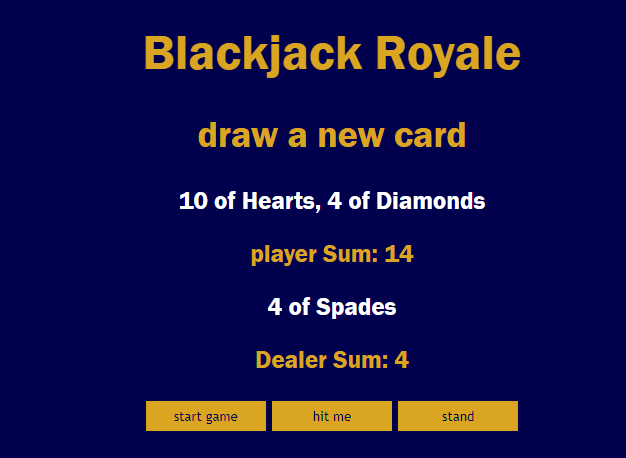 Blackjack Royale
draw a new card
10 of Hearts, 4 of Diamonds
player Sum: 14
4 of Spades
Dealer Sum: 4
start game hit me stand